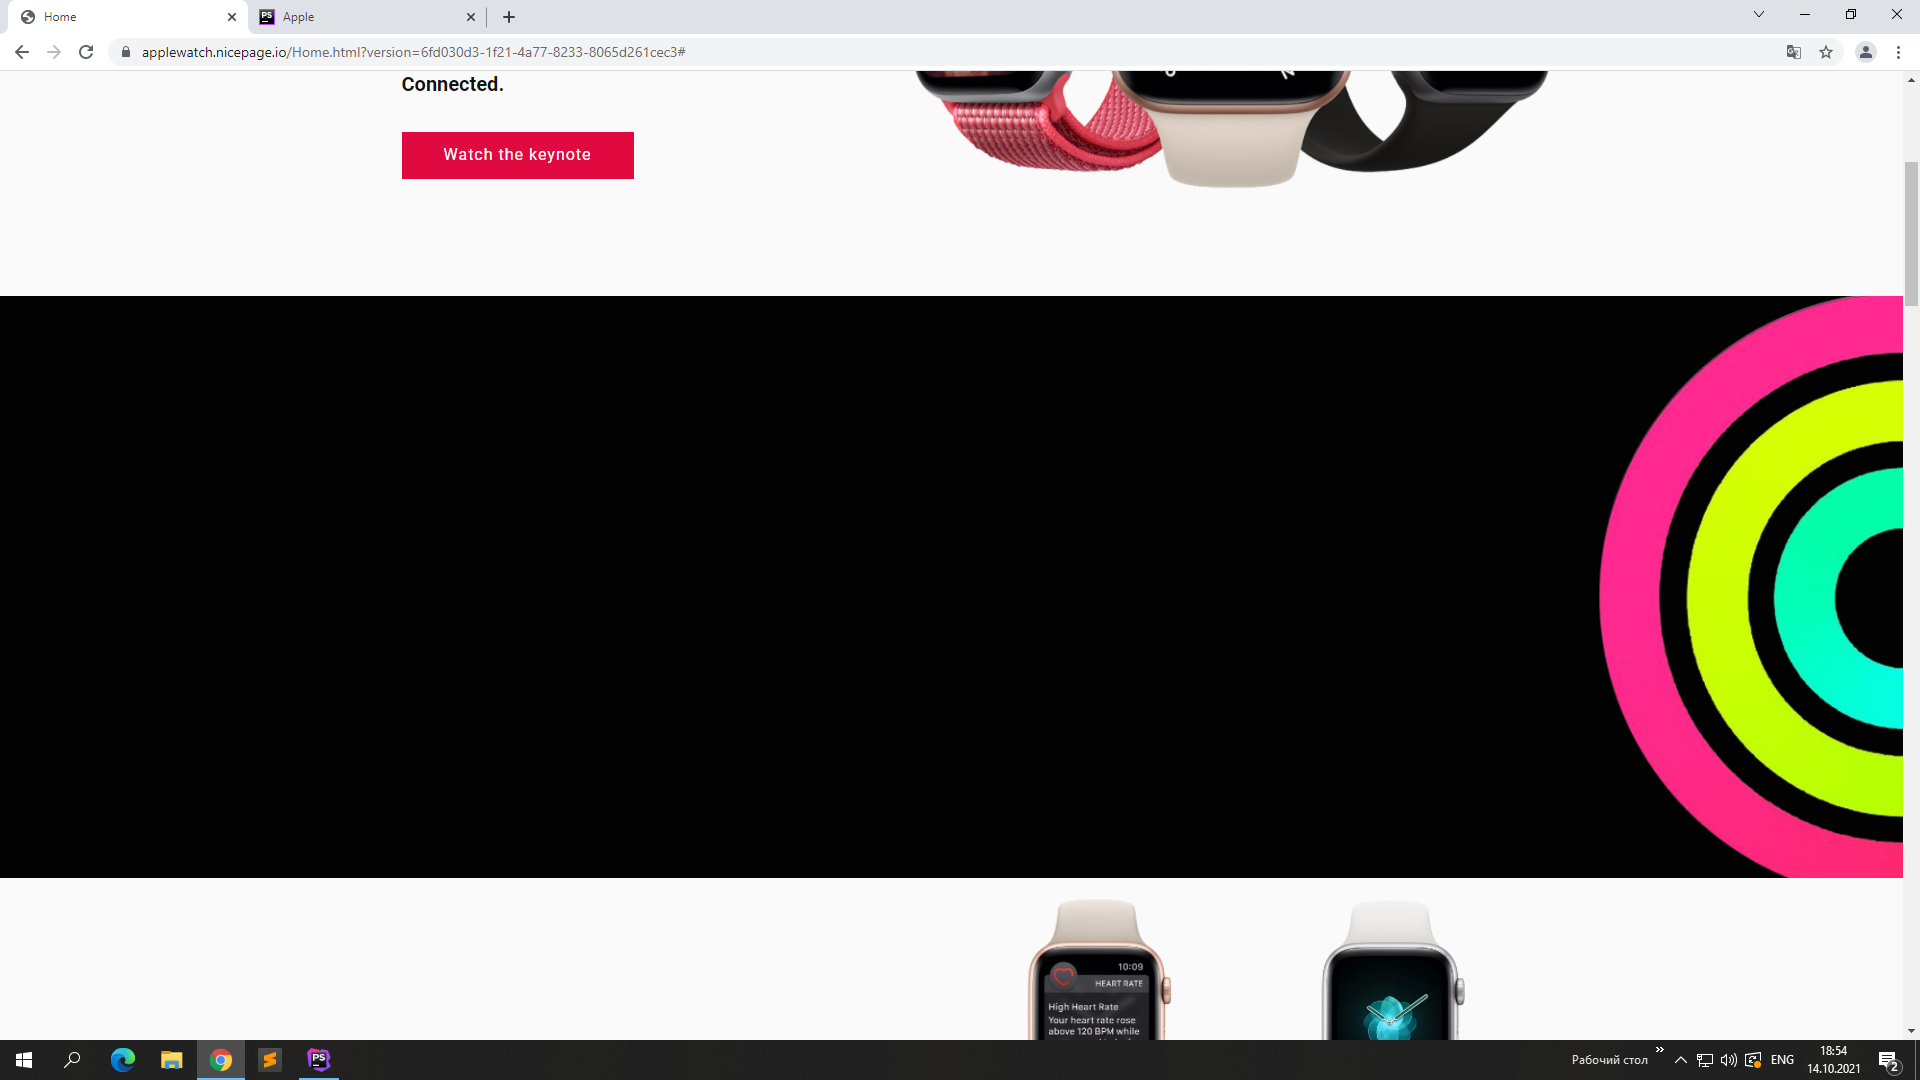 Home
PS
Apple
applewatch.nicepage.io/Home.html?version=6fd030d3-1f21-4a77-8233-8065d261cec3#
Connected.
Watch the keynote
10:09
HEART RATE
High Heart Rate
Your heart rate rose
above 120 BPM while
PS
Рабочий стол
ENG
18:54
14.10.2021
2